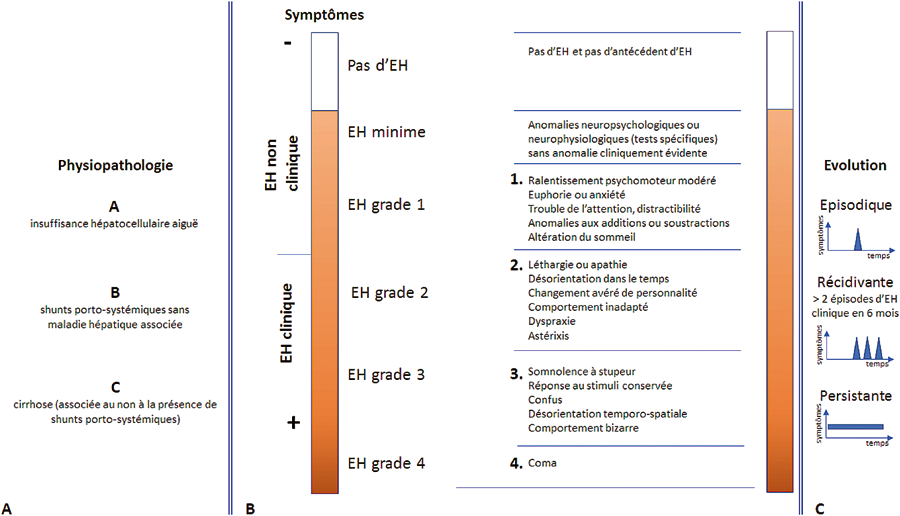 Physiopathologie
A
insuffisance hépatocellulaire aiguë
B
shunts porto-systémiques sans
maladie hépatique associée
C
cirrhose (associée au non à la présence de
shunts porto-systémiques)
A
Symptômes
-
Pas d'EH
EH non
clinique
EH minime
EH grade 1
EH clinique
EH grade 2
EH grade 3
+
EH grade 4
Pas d'EH et pas d'antécédent d'EH
Anomalies neuropsychologiques ou
neurophysiologiques (tests spécifiques)
sans anomalie cliniquement évidente
1. Ralentissement psychomoteur modéré
Euphorie ou anxiété
Trouble de l'attention, distractibilité
Anomalies aux additions ou soustractions
Altération du sommeil
2. Léthargie ou apathie
Désorientation dans le temps
Changement avéré de personnalité
Comportement inadapté
Dyspraxie
Astérixis
3. Somnolence à stupeur
Réponse au stimuli conservée
Confus
Désorientation temporo-spatiale
Comportement bizarre
4. Coma
B
Evolution
Episodique
symptômes
temps
Récidivante
> 2 épisodes d'EH
clinique en 6 mois
symptômes
temps
Persistante
symptômes
temps
C